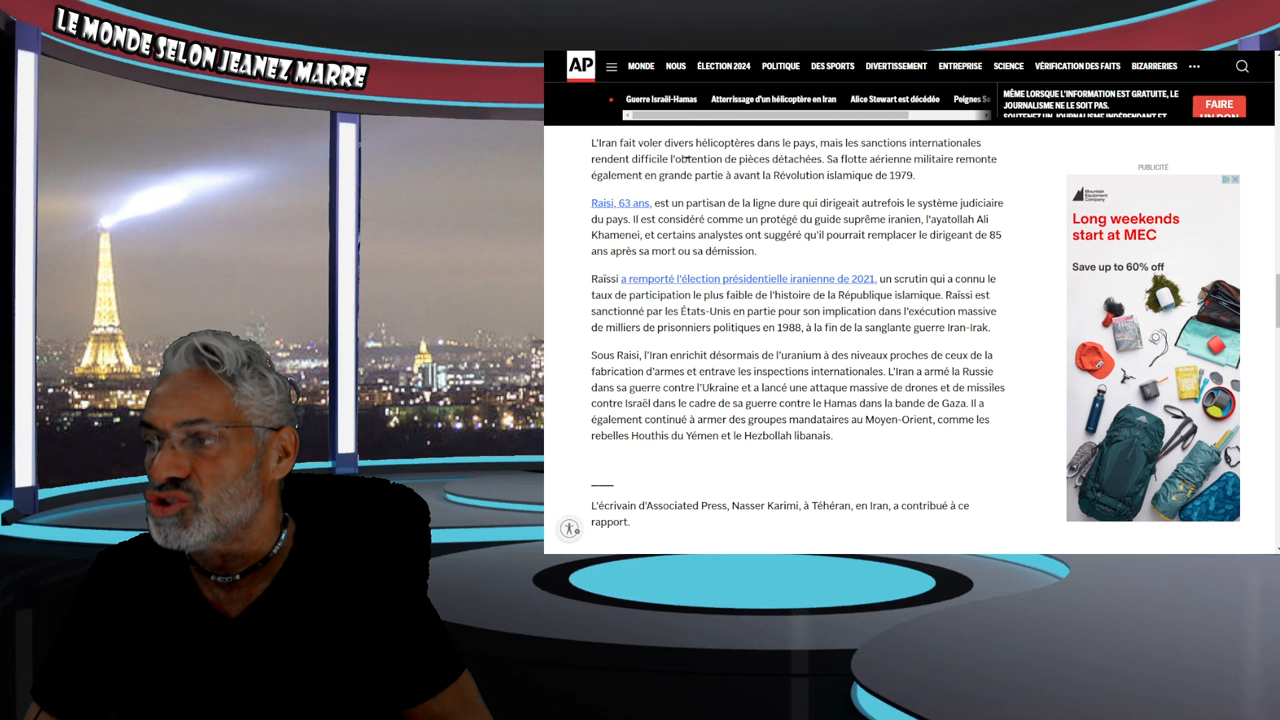 LE MONDE SELON JEANEZ MARRE
AP
MONDE NOUS ÉLECTION 2024 POLITIQUE DES SPORTS DIVERTISSEMENT ENTREPRISE SCIENCE VÉRIFICATION DES FAITS BIZARRERIES
Guerre Israël-Hamas Atterrissage d'un hélicoptère en Iran Alice Stewart est décédée Peignes Se
MÊME LORSQUE L'INFORMATION EST GRATUITE, LE
JOURNALISME NE LE SOIT PAS.
SOUTENEZ UN JOURNALISME INDÉPENDANT ET
FAIRE
UN DON
L'Iran fait voler divers hélicoptères dans le pays, mais les sanctions internationales
rendent difficile l'obtention de pièces détachées. Sa flotte aérienne militaire remonte
également en grande partie à avant la Révolution islamique de 1979.
Raisi, 63 ans, est un partisan de la ligne dure qui dirigeait autrefois le système judiciaire
du pays. Il est considéré comme un protégé du guide suprême iranien, l'ayatollah Ali
Khamenei, et certains analystes ont suggéré qu'il pourrait remplacer le dirigeant de 85
ans après sa mort ou sa démission.
Raïssi a remporté l'élection présidentielle iranienne de 2021, un scrutin qui a connu le
taux de participation le plus faible de l'histoire de la République islamique. Raïssi est
sanctionné par les États-Unis en partie pour son implication dans l'exécution massive
de milliers de prisonniers politiques en 1988, à la fin de la sanglante guerre Iran-Irak.
Sous Raisi, l'Iran enrichit désormais de l'uranium à des niveaux proches de ceux de la
fabrication d'armes et entrave les inspections internationales. L'Iran a armé la Russie
dans sa guerre contre l'Ukraine et a lancé une attaque massive de drones et de missiles
contre Israël dans le cadre de sa guerre contre le Hamas dans la bande de Gaza. Il a
également continué à armer des groupes mandataires au Moyen-Orient, comme les
rebelles Houthis du Yémen et le Hezbollah libanais.
L'écrivain d'Associated Press, Nasser Karimi, à Téhéran, en Iran, a contribué à ce
rapport.
PUBLICITÉ
Mountain
Equipment
Company
Long weekends
start at MEC
Save up to 60% off